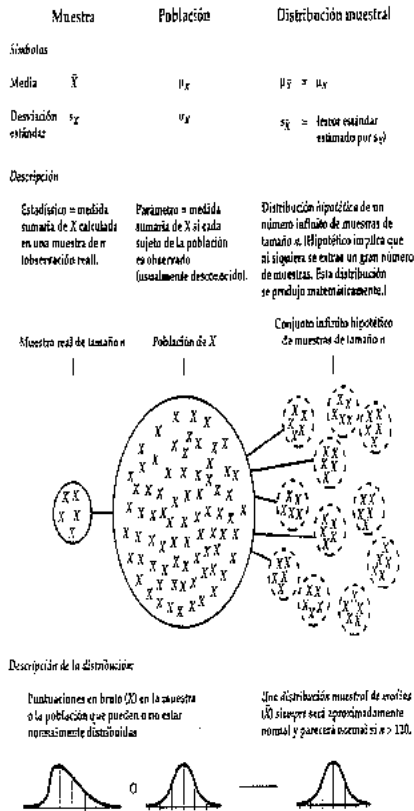 Muestra Población Distribución muestral
Símbolos
Media X̄ μX μX̄ = μX
Desviación estándar sX σX sX̄ = (error estándar estimado por sX̄)
Descripción
Estadístico = medida
sumaria de X calculada
en una muestra de n
(observación real).
Parámetro = medida
sumaria de X si cada
sujeto de la población
es observado
(usualmente desconocido).
Distribución hipotética de un
número infinito de muestras de
tamaño n. (Hipotético implica que
ni siquiera se extrae un gran número
de muestras. Esta distribución
se produjo matemáticamente.)
Muestra real de tamaño n
Población de X
Conjunto infinito hipotético
de muestras de tamaño n
Descripción de la distribución:
Puntuaciones en bruto (X) en la muestra
o la población que pueden o no estar
normalmente distribuidas
Una distribución muestral de medias
(X̄) siempre será aproximadamente
normal y parecerá normal si n > 120.
O